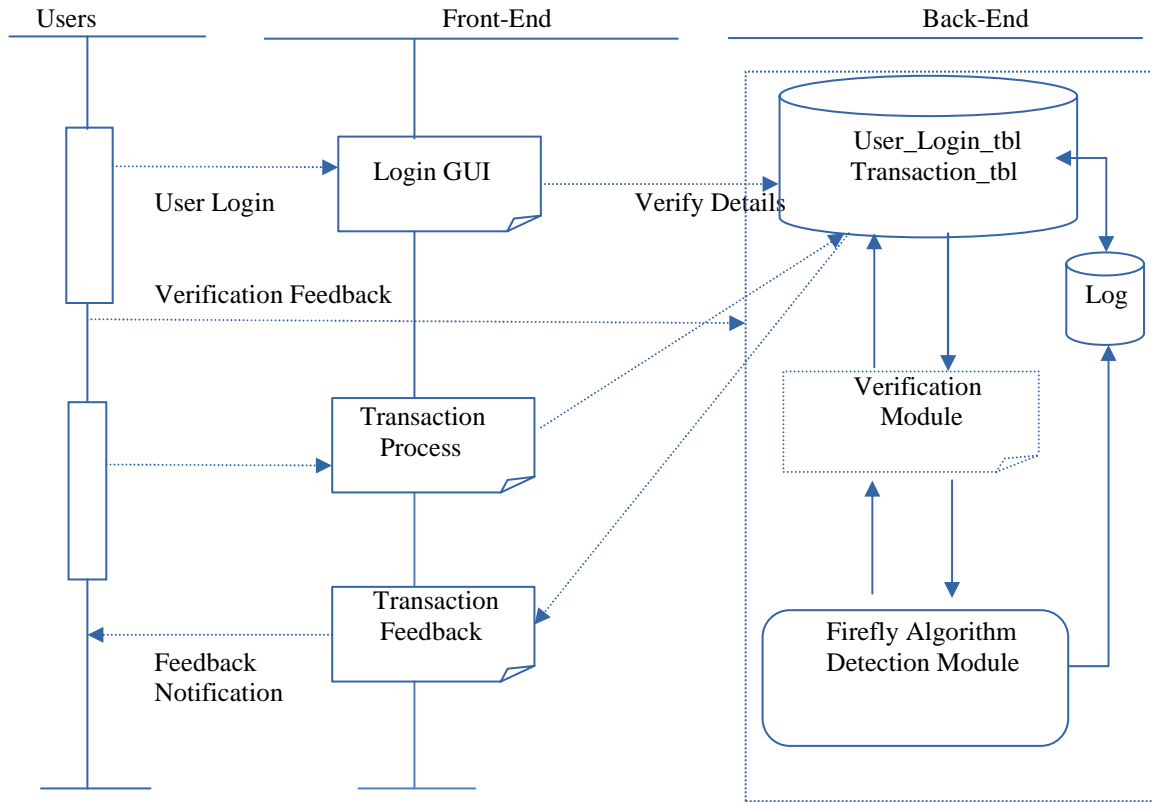 Users
Front-End
Back-End
User_Login_tbl
Transaction_tbl
Login GUI
User Login
Verify Details
Verification Feedback
Log
Verification
Module
Transaction
Process
Transaction
Feedback
Feedback
Notification
Firefly Algorithm
Detection Module